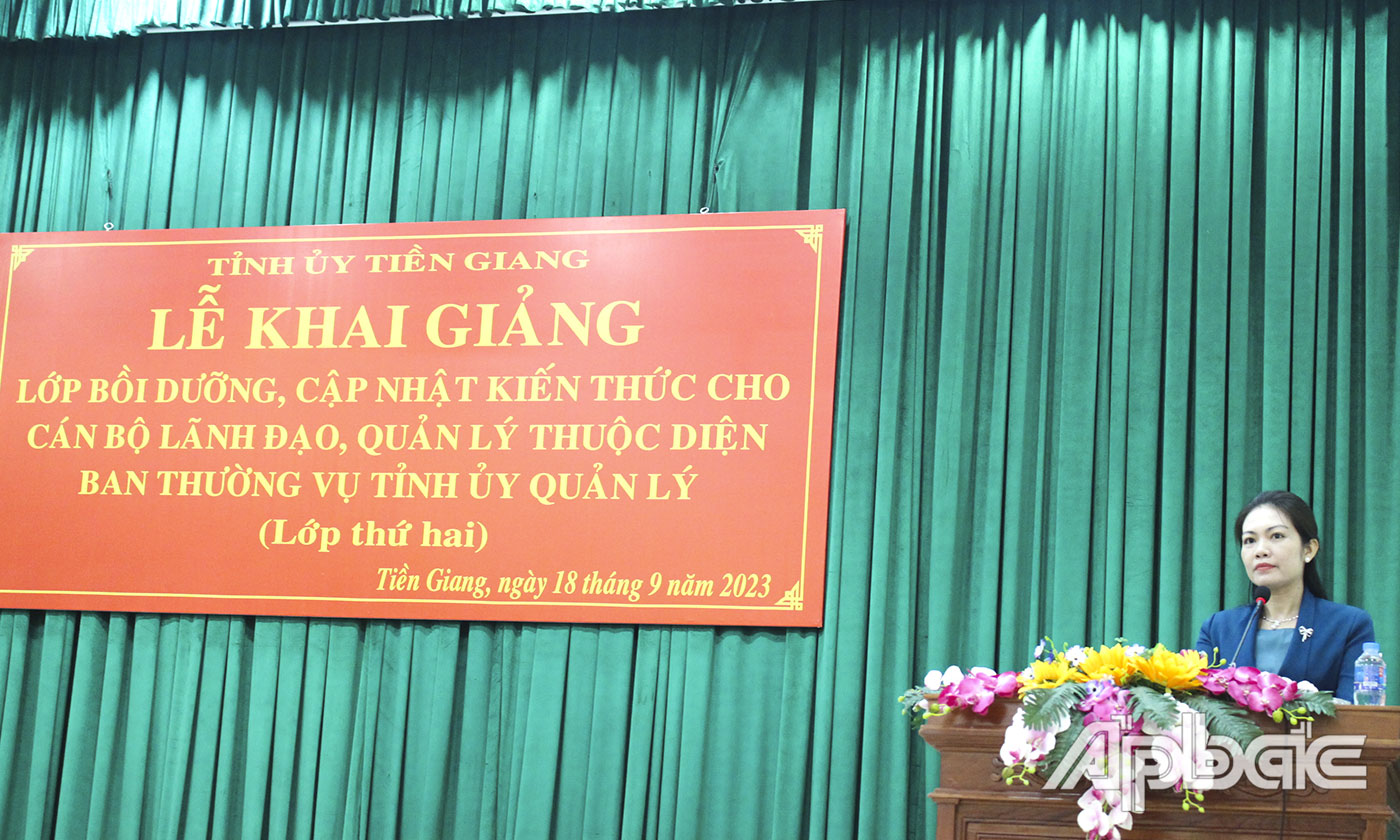 TỈNH ỦY TIỀN GIANG
LỄ KHAI GIẢNG
LỚP BỒI DƯỠNG, CẬP NHẬT KIẾN THỨC CHO
CÁN BỘ LÃNH ĐẠO, QUẢN LÝ THUỘC DIỆN
BAN THƯỜNG VỤ TỈNH ỦY QUẢN LÝ
(Lớp thứ hai)
Tiền Giang, ngày 18 tháng 9 năm 2023
Apbac